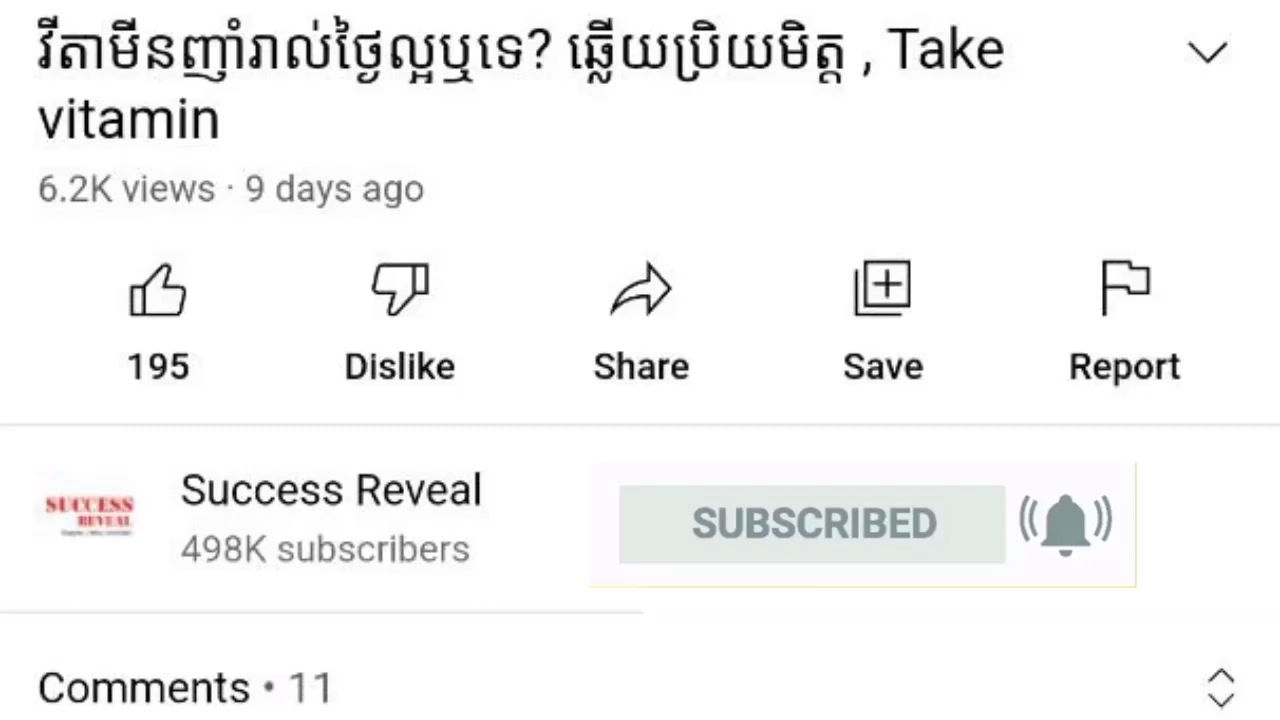 វីតាមីនញ៉ាំរាល់ថ្ងៃល្អឬទេ? ឆ្លើយប្រិយមិត្ត , Take
vitamin
6.2K views · 9 days ago
195 Dislike Share Save Report
SUCCESS
REVEAL
Success Reveal
498K subscribers
SUBSCRIBED
Comments • 11